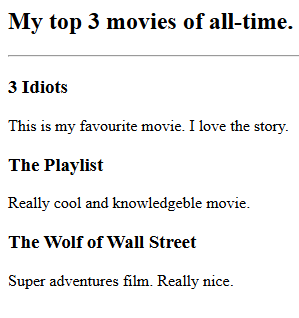 My top 3 movies of all-time.
3 Idiots
This is my favourite movie. I love the story.
The Playlist
Really cool and knowledgeble movie.
The Wolf of Wall Street
Super adventures film. Really nice.